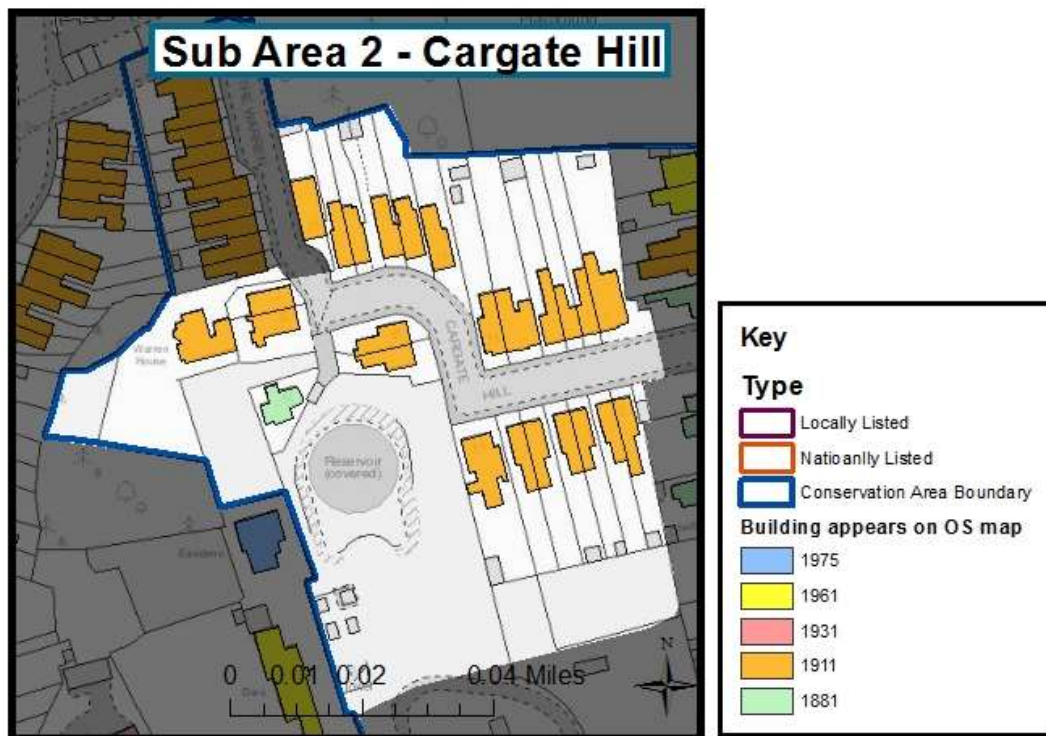 Sub Area 2 - Cargate Hill
THE WARREN
CARGATE
HILL
Warren
House
Reservoir
(covered)
0 0.01 0.02 0.04 Miles
N
Key
Type
Locally Listed
Natioanlly Listed
Conservation Area Boundary
Building appears on OS map
1975
1961
1931
1911
1881